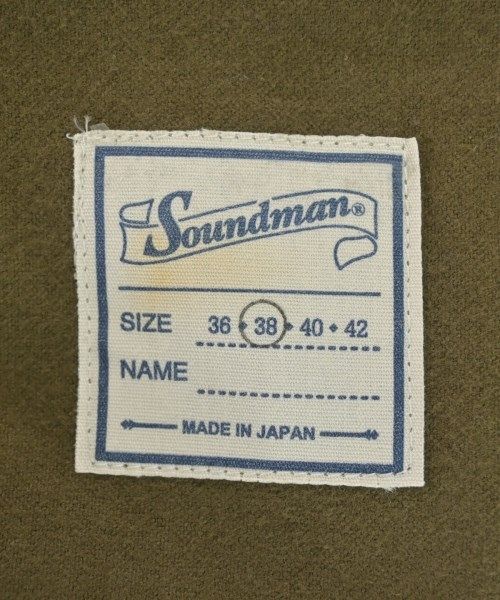 Soundman®
SIZE 36 • 38 • 40 • 42
NAME
MADE IN JAPAN